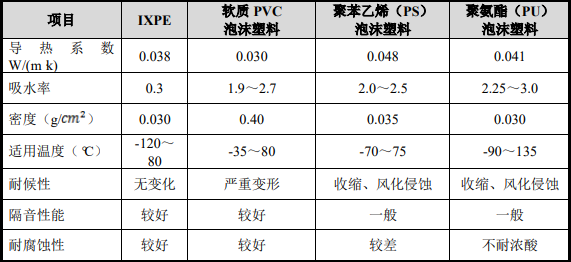 项目 IXPE 软质 PVC 泡沫塑料 聚苯乙烯（PS）泡沫塑料 聚氨酯（PU）泡沫塑料
导热系数 W/(m k) 0.038 0.030 0.048 0.041
吸水率 0.3 1.9～2.7 2.0～2.5 2.25～3.0
密度（g/cm²） 0.030 0.40 0.035 0.030
适用温度（℃） -120～80 -35～80 -70～75 -90～135
耐候性 无变化 严重变形 收缩、风化侵蚀 收缩、风化侵蚀
隔音性能 较好 较好 一般 一般
耐腐蚀性 较好 较好 较差 不耐浓酸